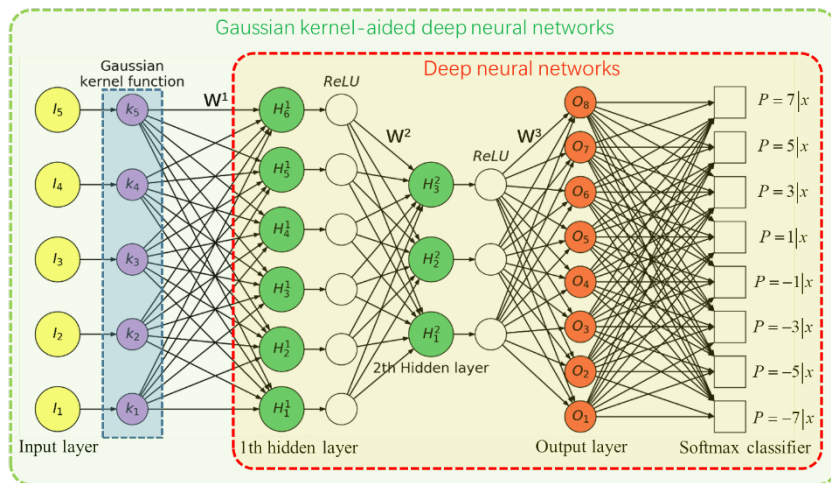 Gaussian kernel-aided deep neural networks
Gaussian
kernel function
Deep neural networks
ReLU
W¹
W²
ReLU
W³
I₅
k₅
H₆¹
O₈
P = 7|x
H₅¹
O₇
P = 5|x
I₄
k₄
H₃²
O₆
P = 3|x
H₄¹
O₅
P = 1|x
I₃
k₃
H₂²
H₃¹
O₄
P = −1|x
I₂
k₂
H₁²
O₃
P = −3|x
H₂¹
2th Hidden layer
O₂
P = −5|x
I₁
k₁
H₁¹
O₁
P = −7|x
Input layer
1th hidden layer
Output layer
Softmax classifier